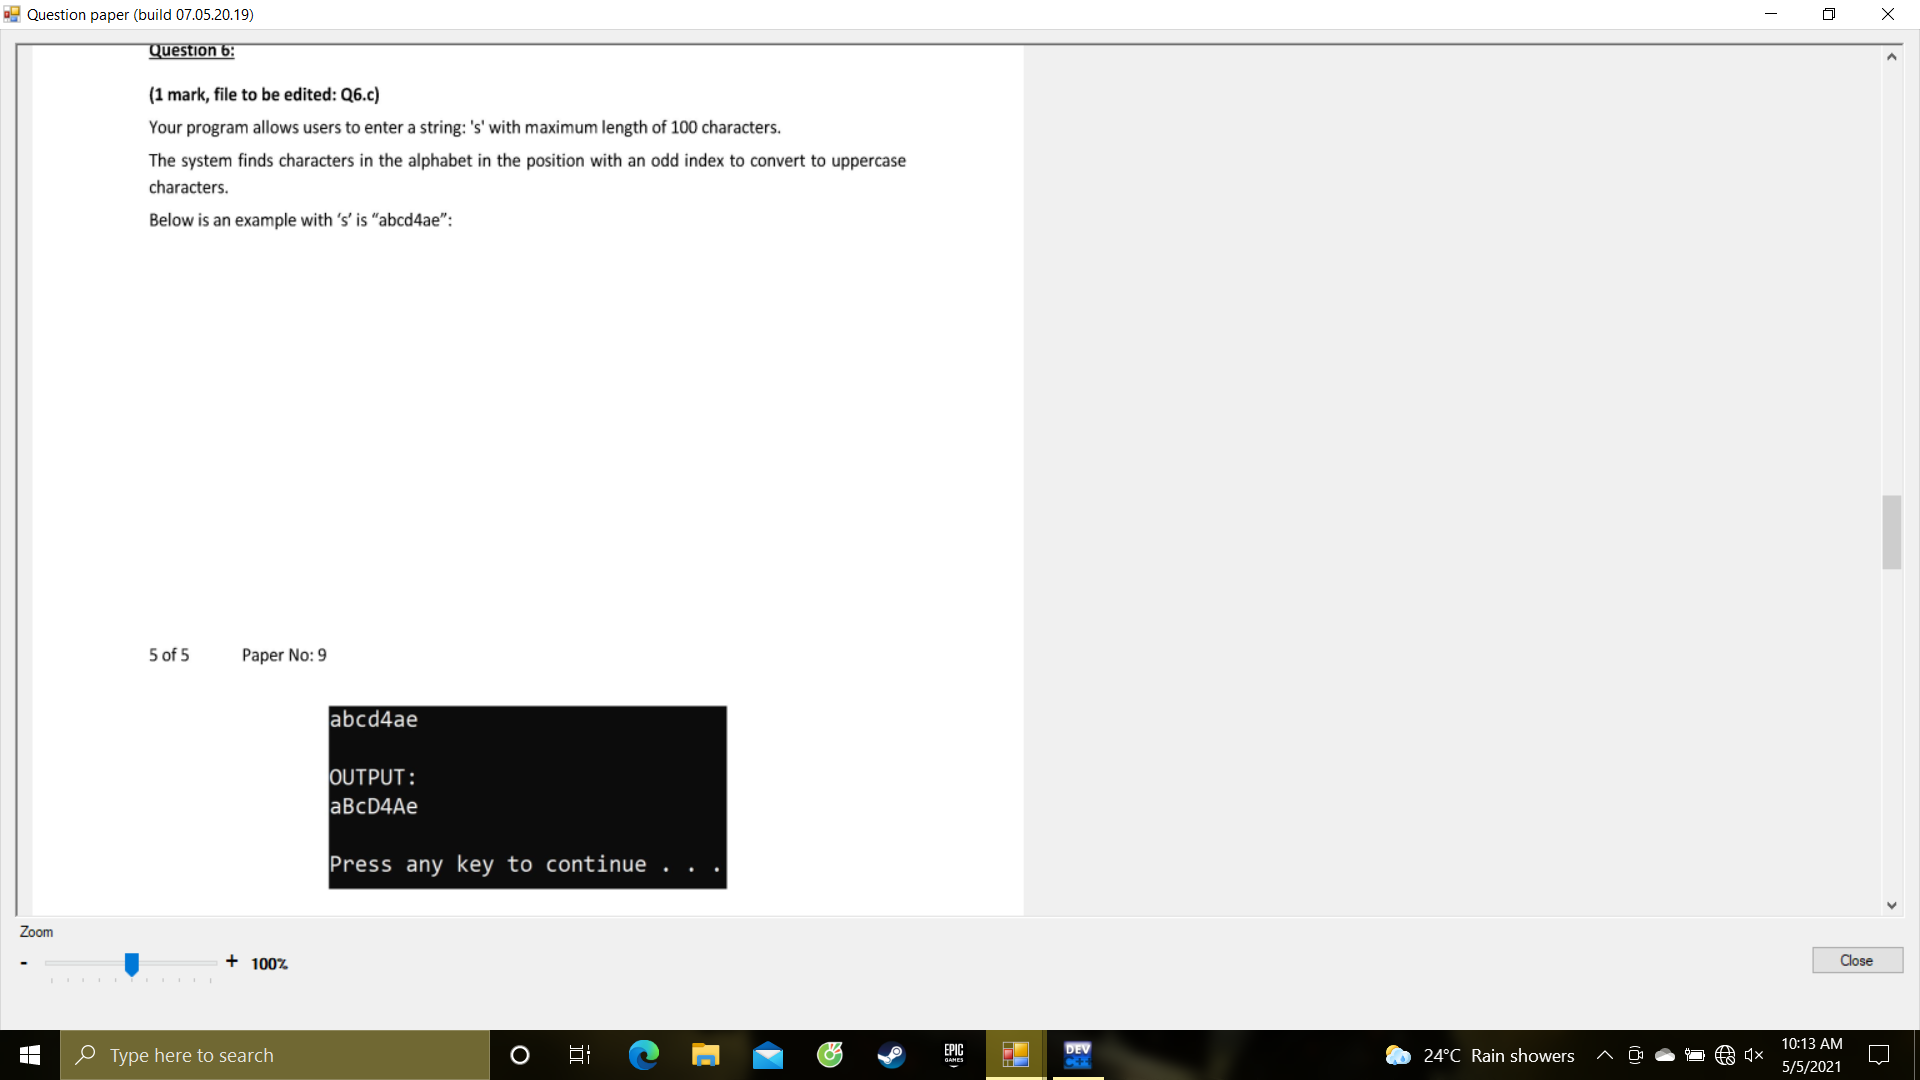 Question paper (build 07.05.20.19)
Question 6:
(1 mark, file to be edited: Q6.c)
Your program allows users to enter a string: 's' with maximum length of 100 characters.
The system finds characters in the alphabet in the position with an odd index to convert to uppercase
characters.
Below is an example with ‘s’ is “abcd4ae”:
5 of 5 Paper No: 9
abcd4ae
OUTPUT:
aBcD4Ae
Press any key to continue . . .
Zoom
- + 100%
Close
Type here to search
EPIC
GAMES
DEV
C++
24°C Rain showers
10:13 AM
5/5/2021